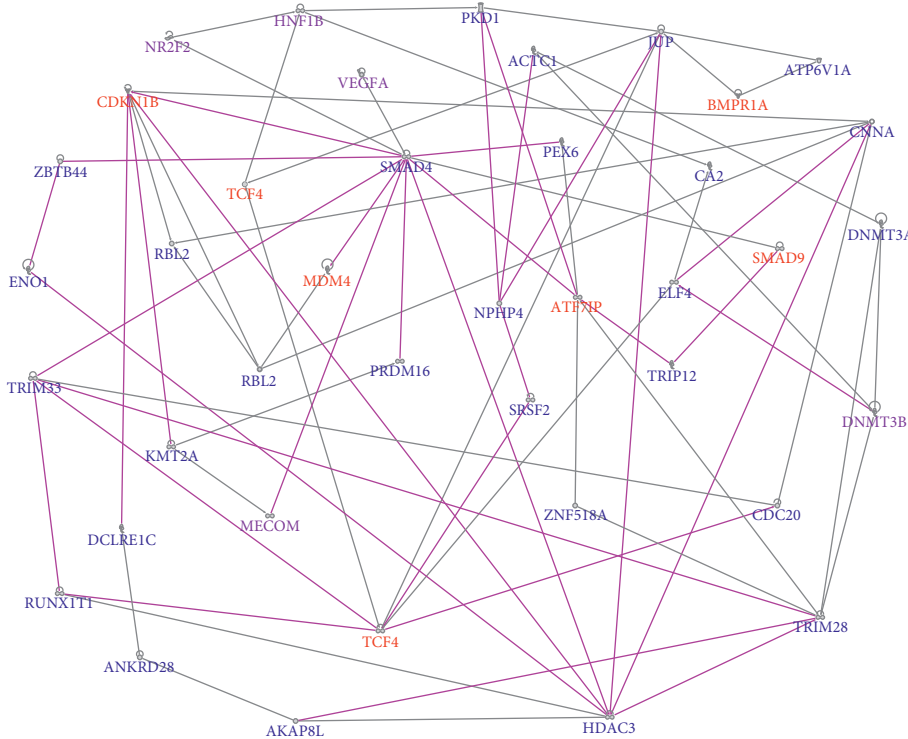 PKD1
HNF1B
JUP
NR2F2
ACTC1
ATP6V1A
VEGFA
CDKN1B
BMPR1A
CNNA
PEX6
ZBTB44
SMAD4
CA2
TCF4
DNMT3A
RBL2
SMAD9
ENO1
MDM4
ELF4
NPHP4
ATF7IP
PRDM16
TRIP12
RBL2
TRIM33
SRSF2
DNMT3B
KMT2A
ZNF518A
CDC20
MECOM
DCLRE1C
RUNX1T1
TRIM28
TCF4
ANKRD28
AKAP8L
HDAC3